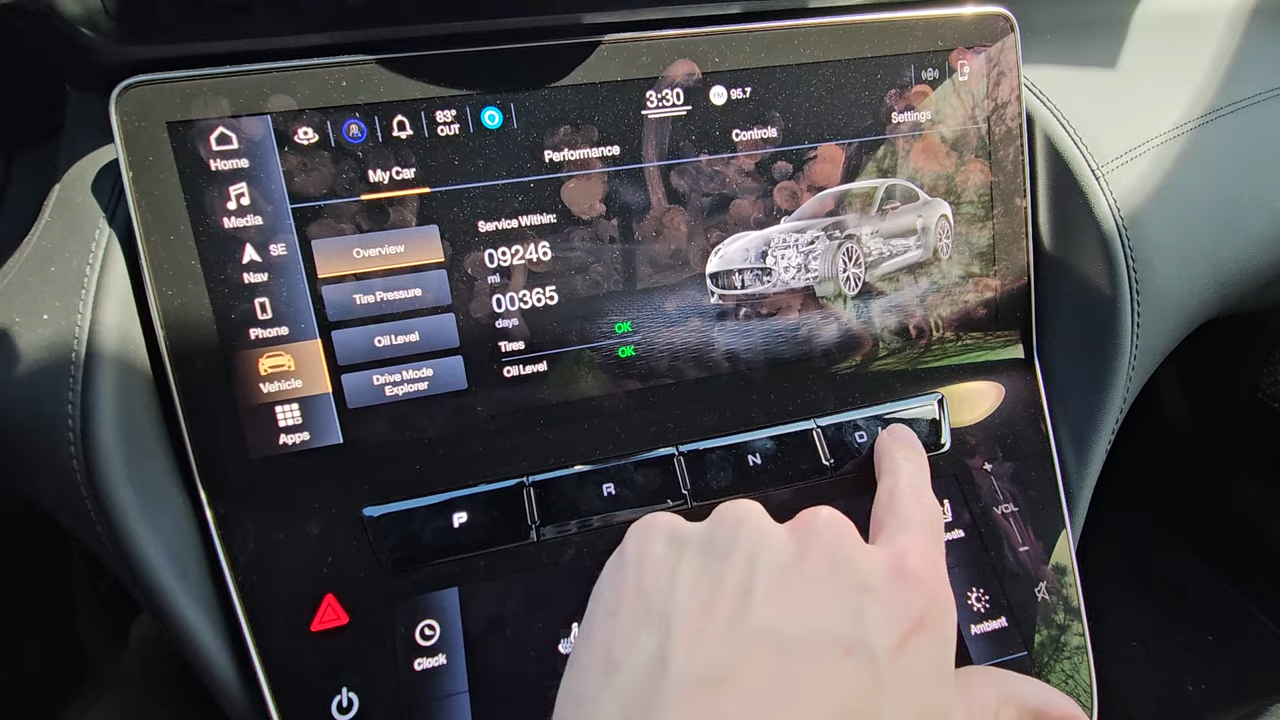 3:30
FM 95.7
83°
OUT
Home
Media
SE
Nav
Phone
Vehicle
Apps
My Car
Performance
Controls
Settings
Overview
Tire Pressure
Oil Level
Drive Mode
Explorer
Service Within:
09246
mi
00365
days
Tires OK
Oil Level OK
P
R
N
D
VOL
Ambient
Clock